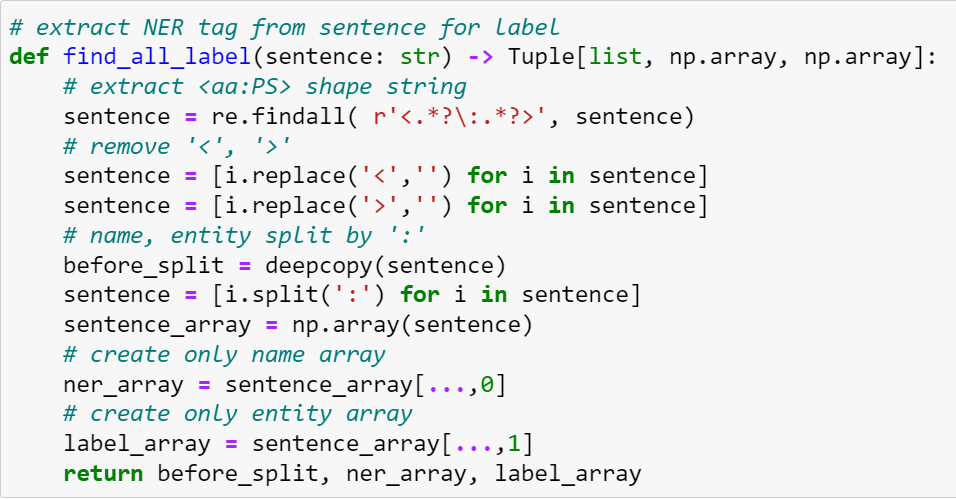 # extract NER tag from sentence for label
def find_all_label(sentence: str) -> Tuple[list, np.array, np.array]:
    # extract <aa:PS> shape string
    sentence = re.findall( r'<.*?\:.*?>', sentence)
    # remove '<', '>'
    sentence = [i.replace('<','') for i in sentence]
    sentence = [i.replace('>','') for i in sentence]
    # name, entity split by ':'
    before_split = deepcopy(sentence)
    sentence = [i.split(':') for i in sentence]
    sentence_array = np.array(sentence)
    # create only name array
    ner_array = sentence_array[...,0]
    # create only entity array
    label_array = sentence_array[...,1]
    return before_split, ner_array, label_array